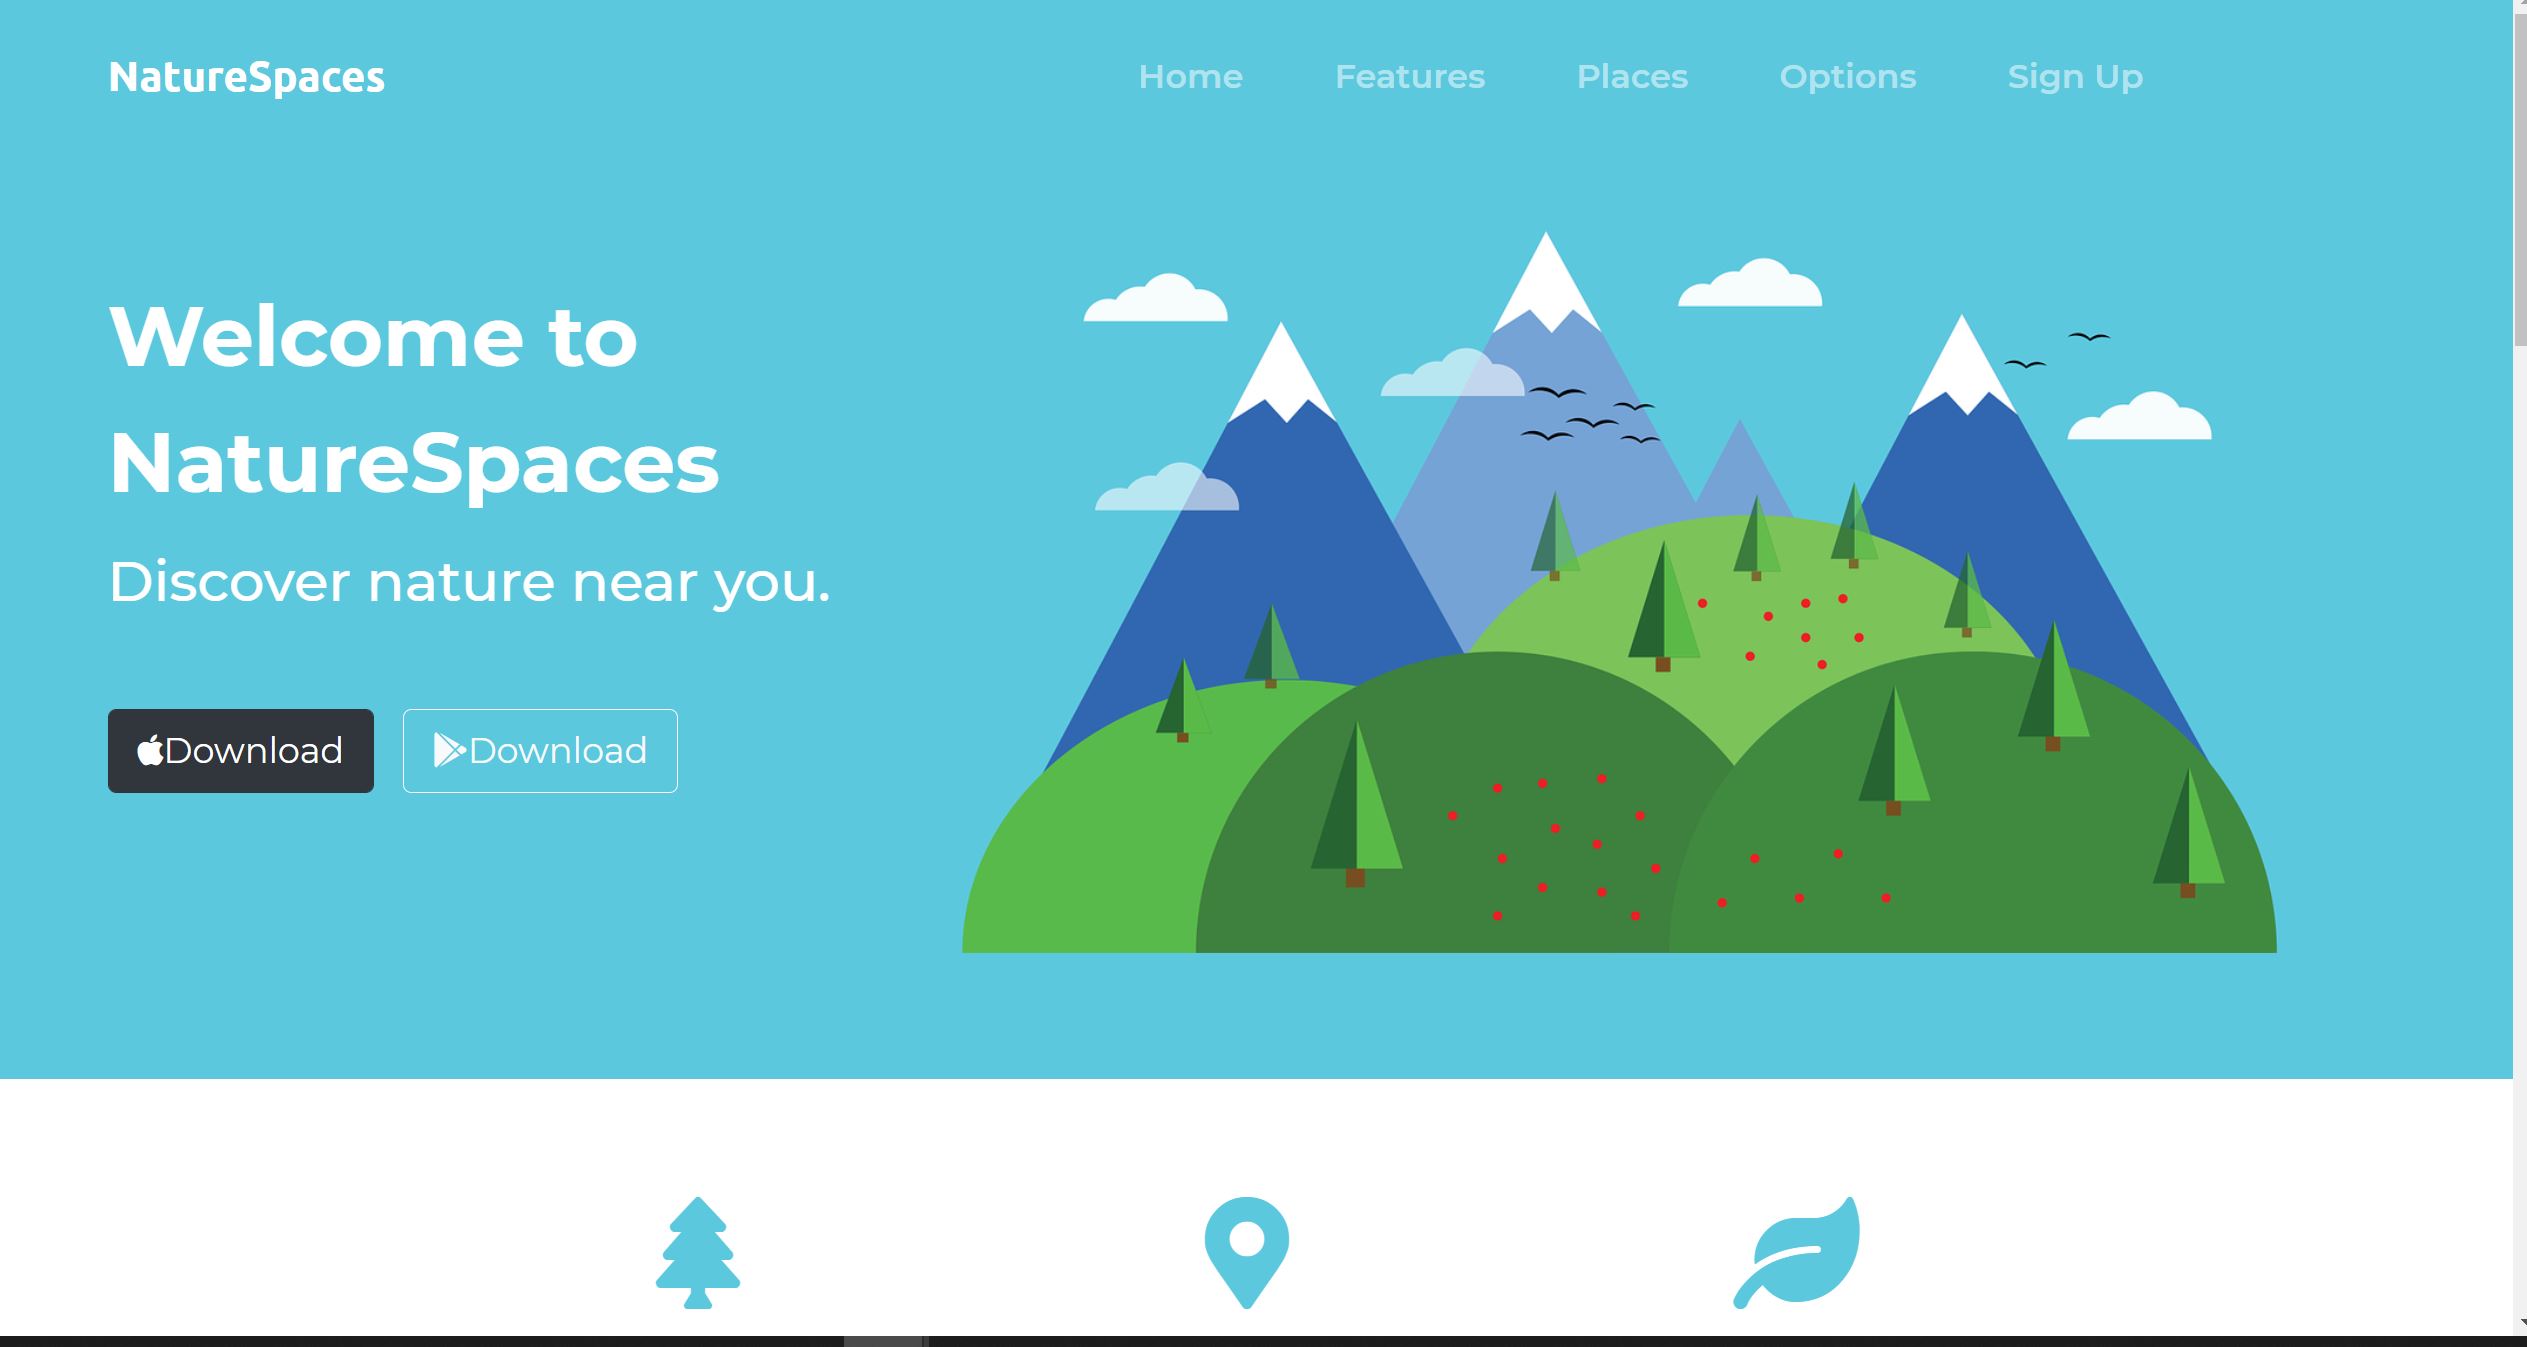 NatureSpaces
Home Features Places Options Sign Up
Welcome to
NatureSpaces
Discover nature near you.
Download Download